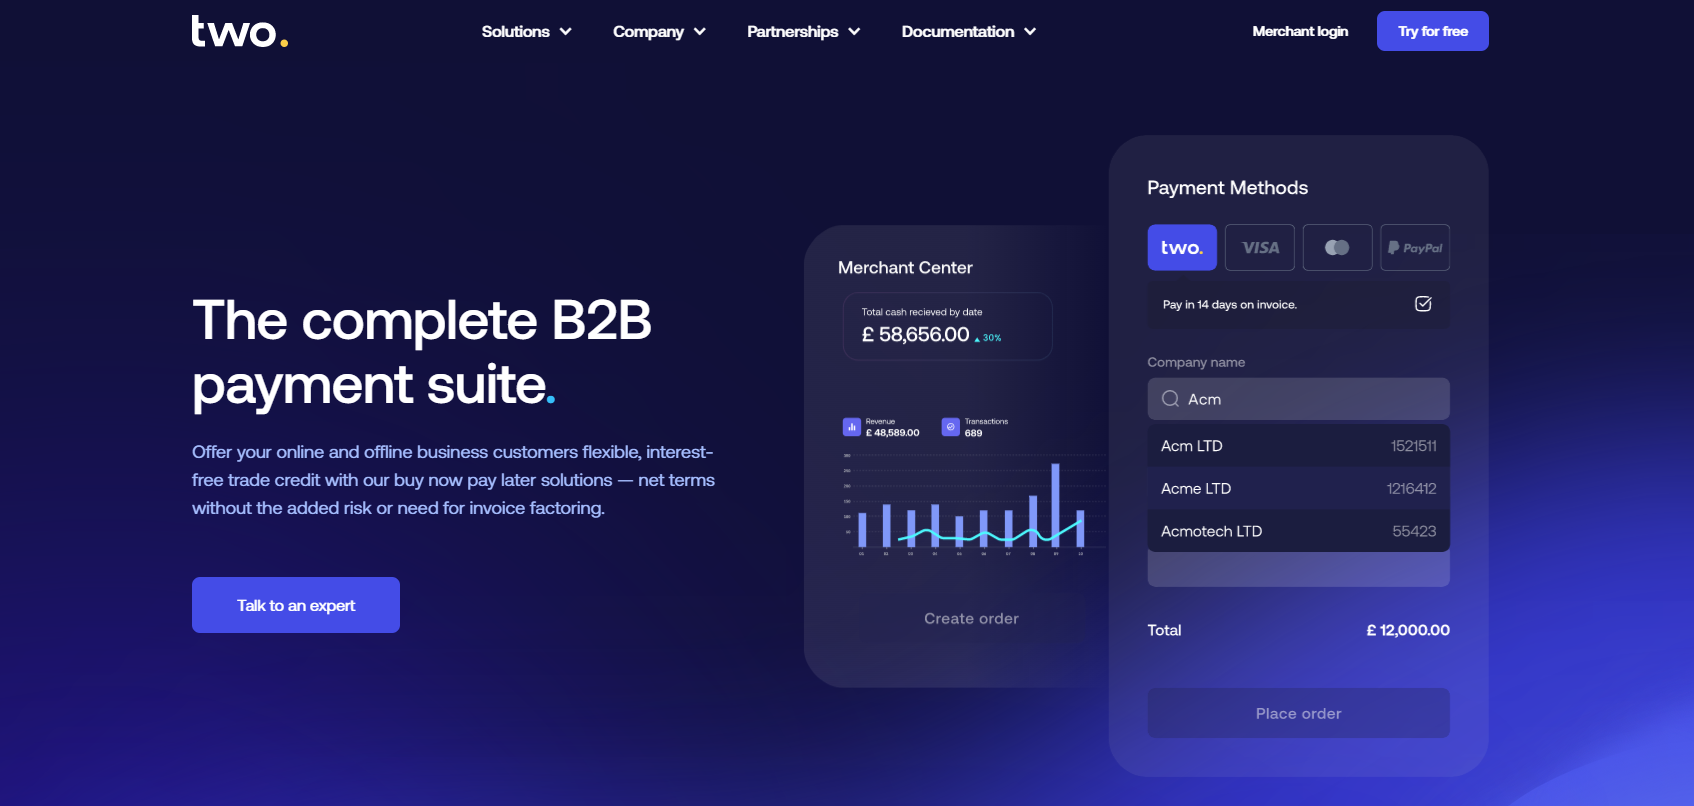 two.
Solutions
Company
Partnerships
Documentation
Merchant login
Try for free
The complete B2B
payment suite.
Offer your online and offline business customers flexible, interest-
free trade credit with our buy now pay later solutions — net terms
without the added risk or need for invoice factoring.
Talk to an expert
Merchant Center
Total cash recieved by date
£ 58,656.00 ▲ 30%
Revenue
£ 48,589.00
Transactions
689
Create order
Payment Methods
two.
VISA
PayPal
Pay in 14 days on invoice.
Company name
Acm
Acm LTD 1521511
Acme LTD 1216412
Acmotech LTD 55423
Total £ 12,000.00
Place order